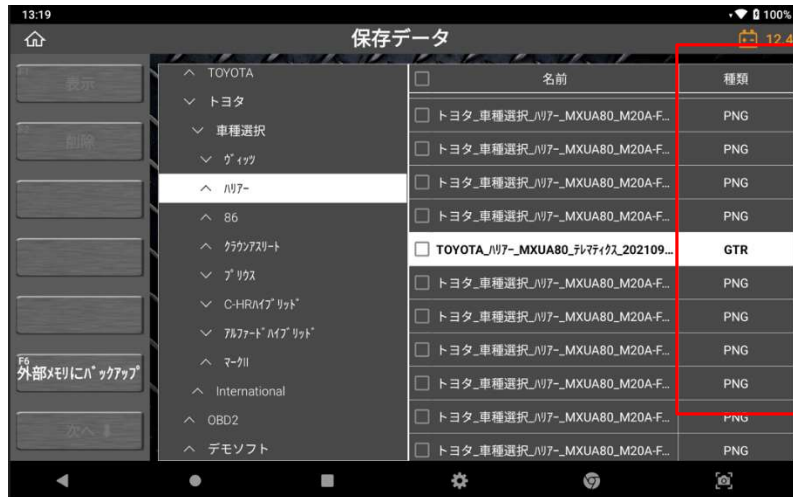 13:19
100%
保存データ
12.4
F1
表示
F2
削除
F6
外部ﾒﾓﾘにﾊﾞｯｸｱｯﾌﾟ
次へ
TOYOTA
トヨタ
車種選択
ヴィッツ
ﾊﾘｱｰ
86
ｸﾗｳﾝｱｽﾘｰﾄ
ﾌﾟﾘｳｽ
C-HRﾊｲﾌﾞﾘｯﾄﾞ
ｱﾙﾌｧｰﾄﾞﾊｲﾌﾞﾘｯﾄﾞ
ﾏｰｸII
International
OBD2
デモソフト
名前 種類
トヨタ_車種選択_ﾊﾘｱｰ_MXUA80_M20A-F... PNG
トヨタ_車種選択_ﾊﾘｱｰ_MXUA80_M20A-F... PNG
トヨタ_車種選択_ﾊﾘｱｰ_MXUA80_M20A-F... PNG
トヨタ_車種選択_ﾊﾘｱｰ_MXUA80_M20A-F... PNG
TOYOTA_ﾊﾘｱｰ_MXUA80_ﾃﾚﾏﾃｨｸｽ_202109... GTR
トヨタ_車種選択_ﾊﾘｱｰ_MXUA80_M20A-F... PNG
トヨタ_車種選択_ﾊﾘｱｰ_MXUA80_M20A-F... PNG
トヨタ_車種選択_ﾊﾘｱｰ_MXUA80_M20A-F... PNG
トヨタ_車種選択_ﾊﾘｱｰ_MXUA80_M20A-F... PNG
トヨタ_車種選択_ﾊﾘｱｰ_MXUA80_M20A-F... PNG
トヨタ_車種選択_ﾊﾘｱｰ_MXUA80_M20A-F... PNG